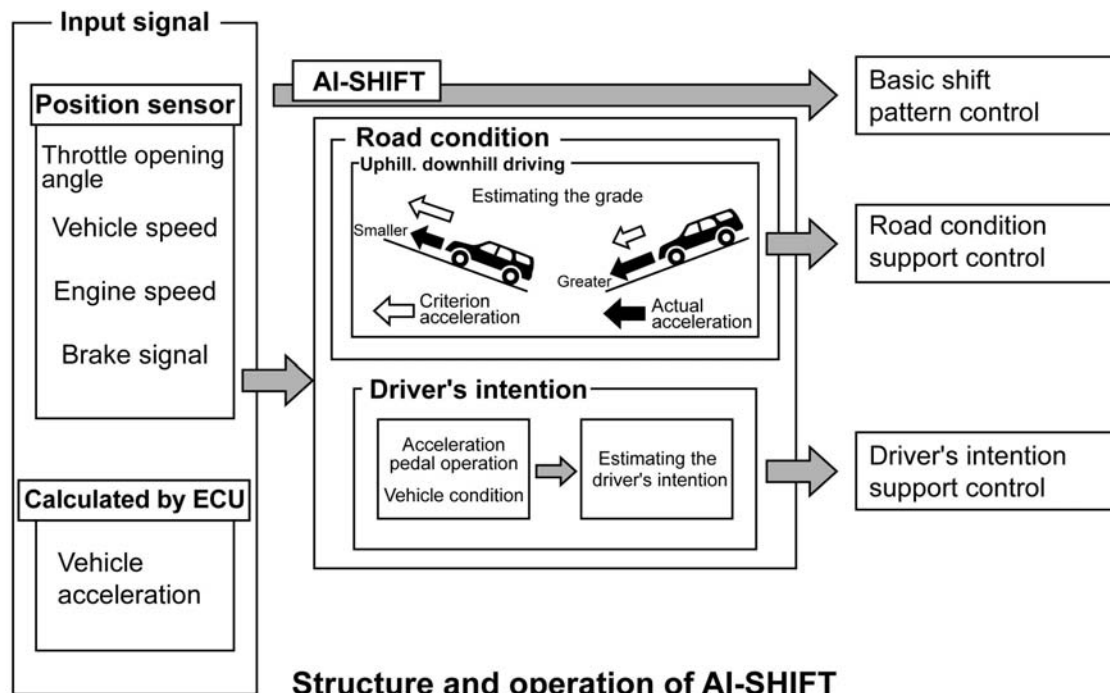 Input signal
Position sensor
Throttle opening
angle
Vehicle speed
Engine speed
Brake signal
Calculated by ECU
Vehicle
acceleration
AI-SHIFT
Road condition
Uphill. downhill driving
Estimating the grade
Smaller
Greater
Criterion
acceleration
Actual
acceleration
Driver's intention
Acceleration
pedal operation
Vehicle condition
Estimating the
driver's intention
Basic shift
pattern control
Road condition
support control
Driver's intention
support control
Structure and operation of AI-SHIFT